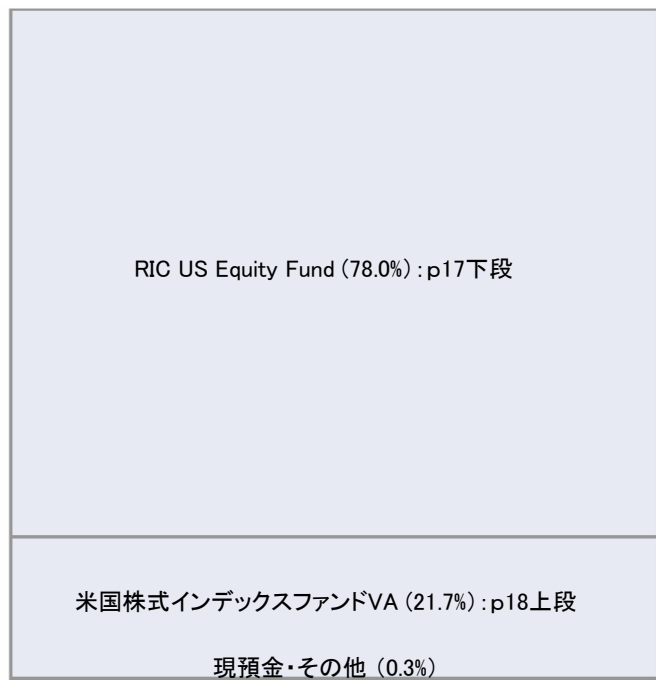 RIC US Equity Fund (78.0%):p17下段
米国株式インデックスファンドVA (21.7%):p18上段
現預金・その他 (0.3%)